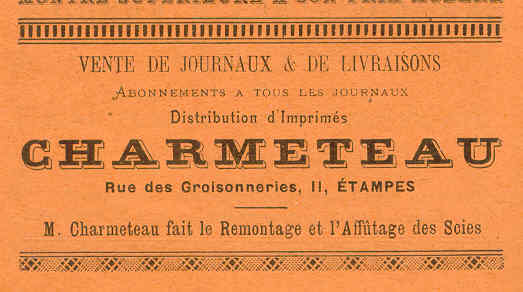 VENTE DE JOURNAUX & DE LIVRAISONS
ABONNEMENTS A TOUS LES JOURNAUX
Distribution d'Imprimés
CHARMETEAU
Rue des Groisonneries, 11, ÉTAMPES
M. Charmeteau fait le Remontage et l'Affûtage des Scies